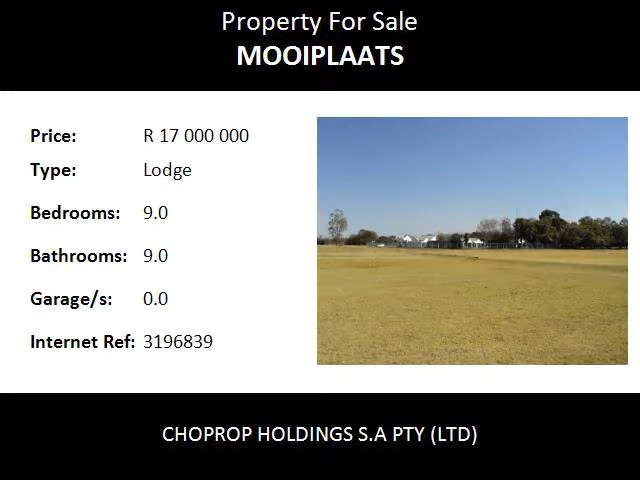 Property For Sale
MOOIPLAATS
Price: R 17 000 000
Type: Lodge
Bedrooms: 9.0
Bathrooms: 9.0
Garage/s: 0.0
Internet Ref: 3196839
CHOPROP HOLDINGS S.A PTY (LTD)